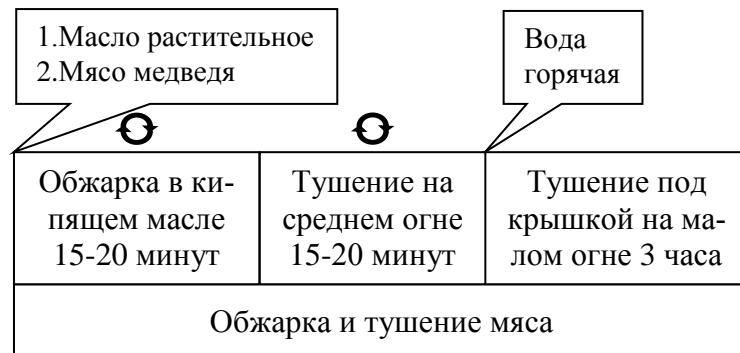 1.Масло растительное
2.Мясо медведя
Вода
горячая
Обжарка в ки-
пящем масле
15-20 минут
Тушение на
среднем огне
15-20 минут
Тушение под
крышкой на ма-
лом огне 3 часа
Обжарка и тушение мяса